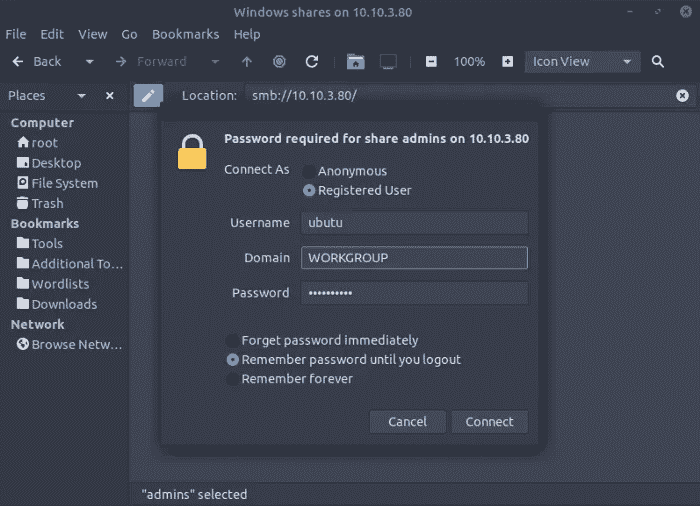 Windows shares on 10.10.3.80
File Edit View Go Bookmarks Help
Back Forward 100% Icon View
Places Location: smb://10.10.3.80/
Computer
root
Desktop
File System
Trash
Bookmarks
Tools
Additional To...
Wordlists
Downloads
Network
Browse Netw...
Password required for share admins on 10.10.3.80
Connect As Anonymous
Registered User
Username ubutu
Domain WORKGROUP
Password ••••••••••
Forget password immediately
Remember password until you logout
Remember forever
Cancel Connect
"admins" selected